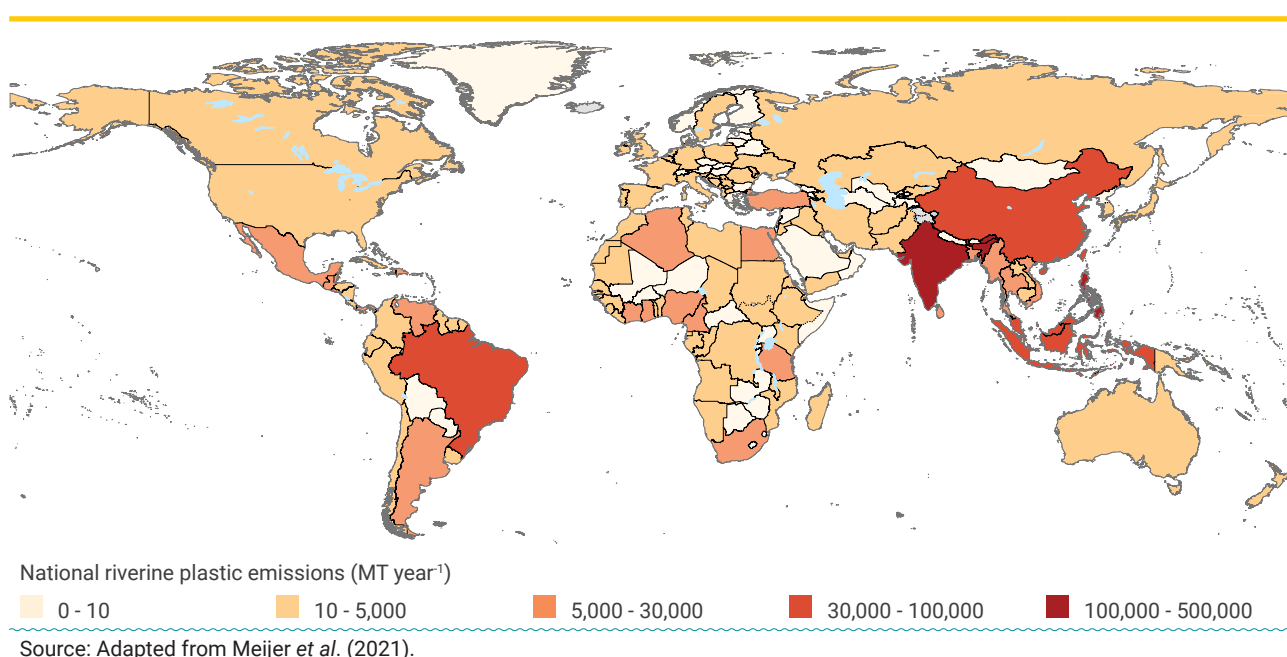 National riverine plastic emissions (MT year⁻¹)
0 - 10 10 - 5,000 5,000 - 30,000 30,000 - 100,000 100,000 - 500,000
Source: Adapted from Meijer et al. (2021).